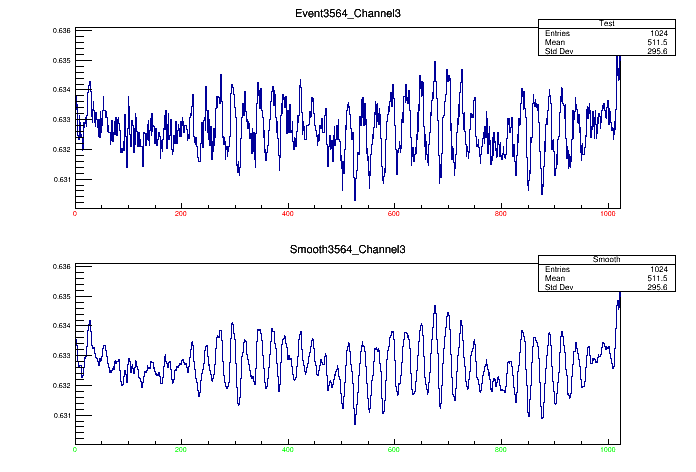 Event3564_Channel3
Test
Entries 1024
Mean 511.5
Std Dev 295.6
0.636
0.635
0.634
0.633
0.632
0.631
0 200 400 600 800 1000
Smooth3564_Channel3
Smooth
Entries 1024
Mean 511.5
Std Dev 295.6
0.636
0.635
0.634
0.633
0.632
0.631
0 200 400 600 800 1000